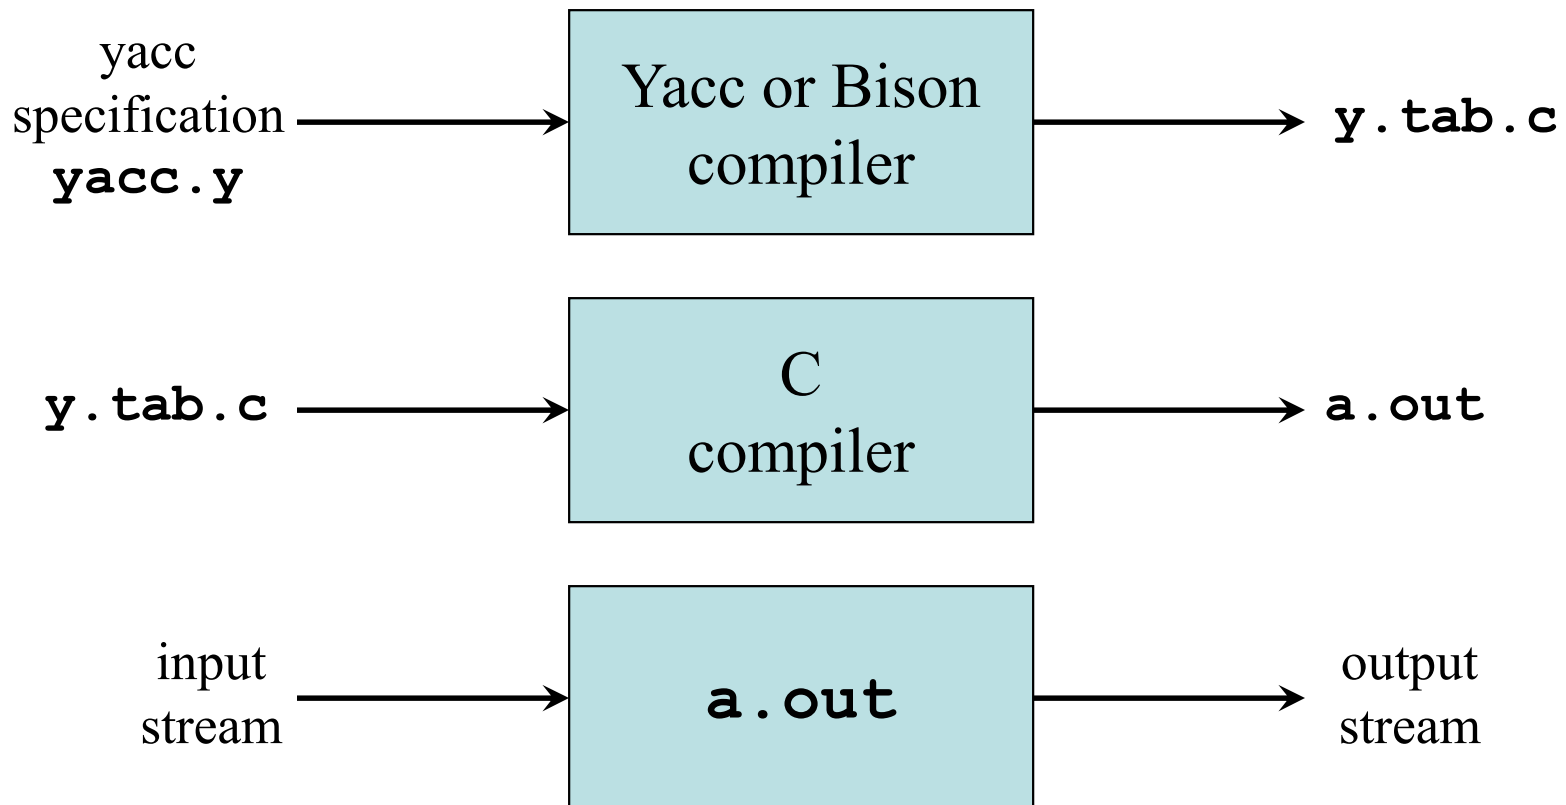 yacc
specification
yacc.y
Yacc or Bison
compiler
y.tab.c
y.tab.c
C
compiler
a.out
input
stream
a.out
output
stream